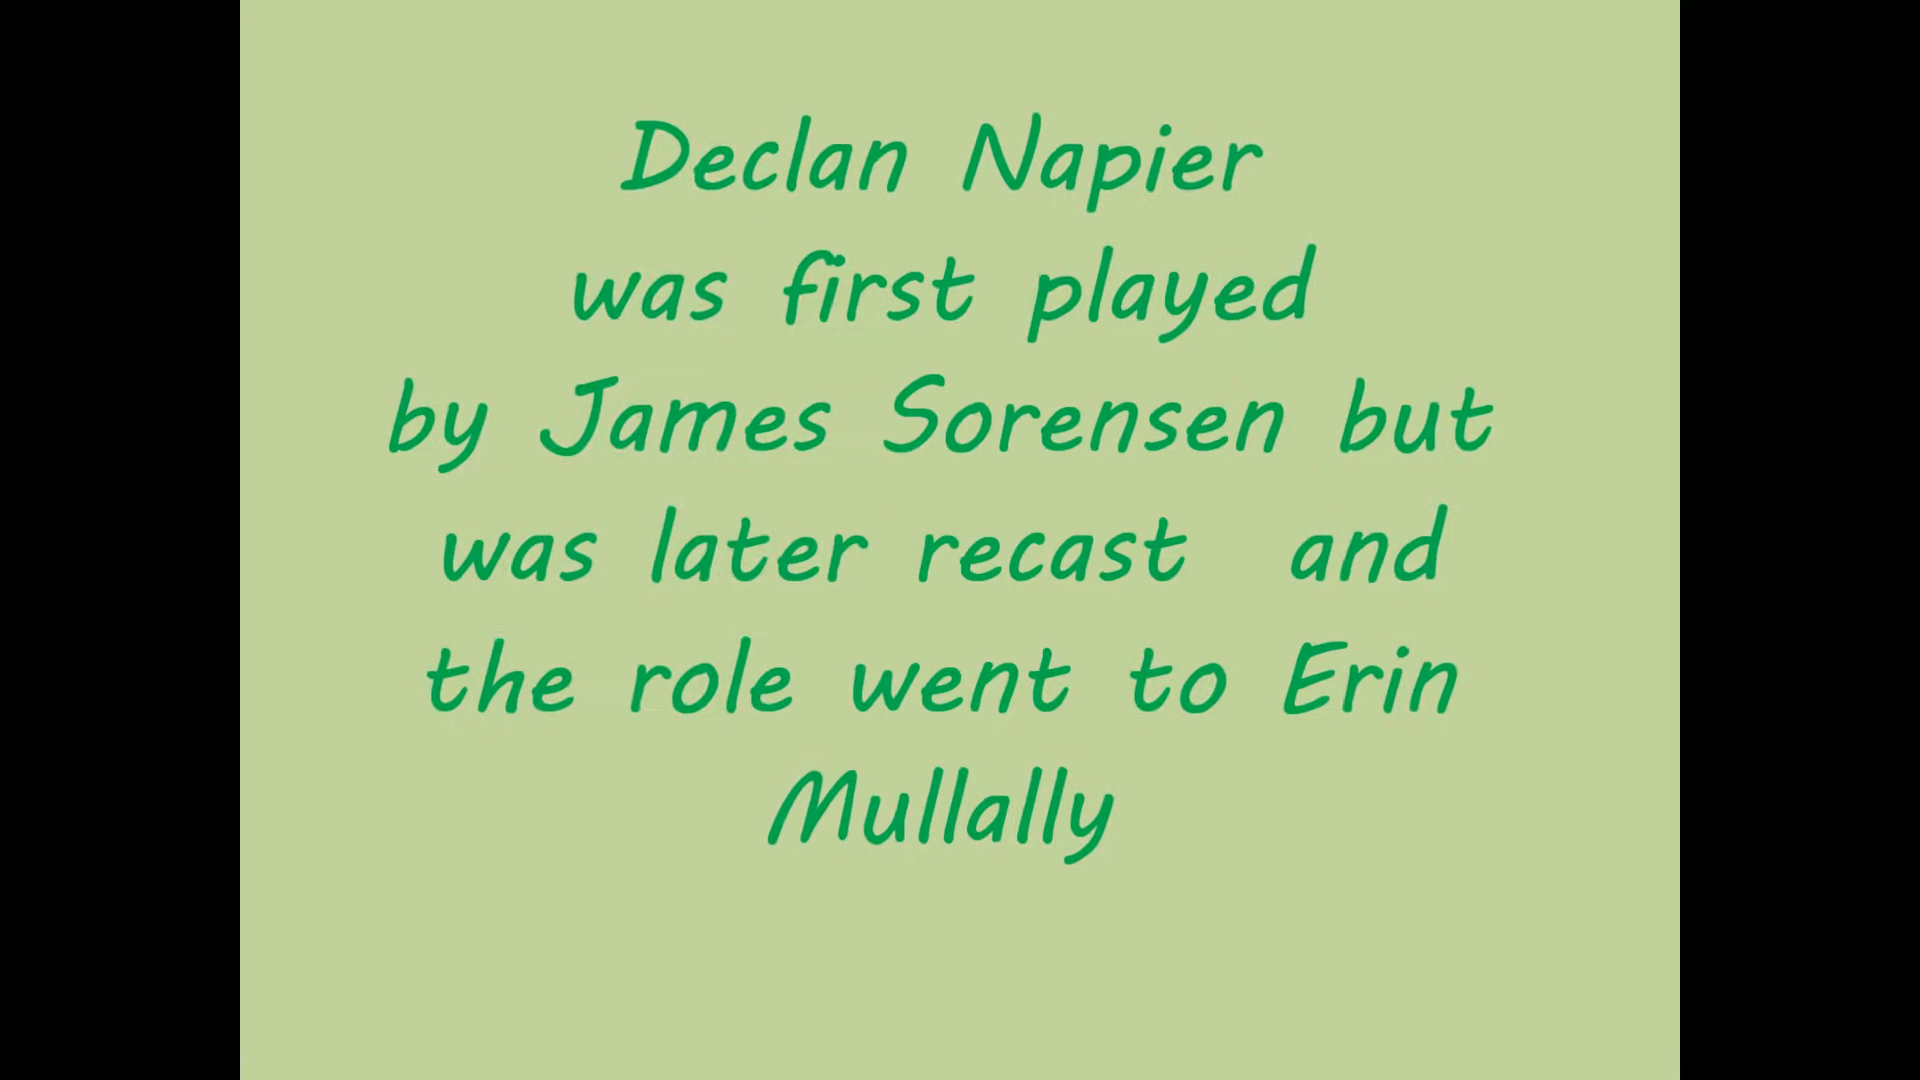 Declan Napier
was first played
by James Sorensen but
was later recast  and
the role went to Erin
Mullally